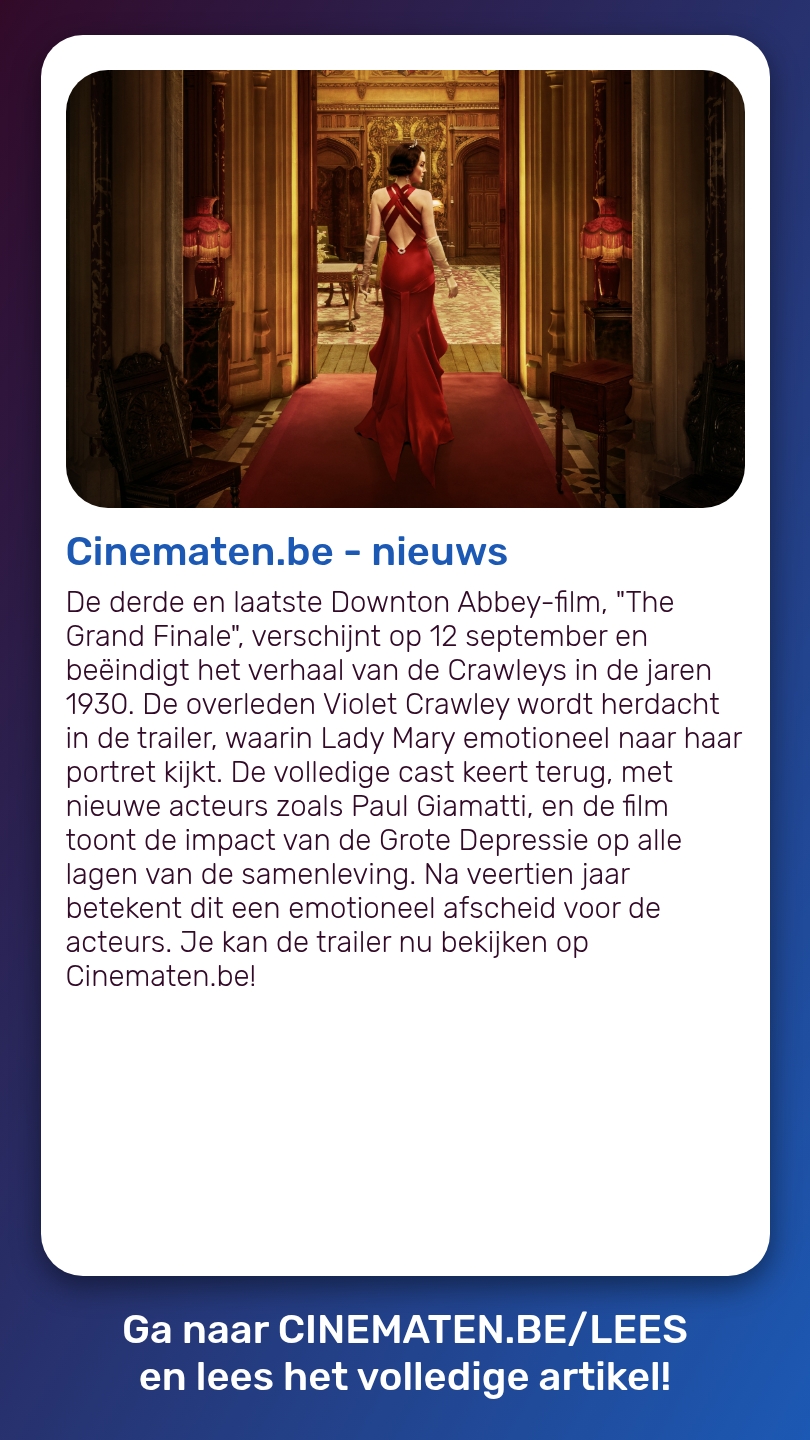 Cinematen.be - nieuws
De derde en laatste Downton Abbey-film, "The
Grand Finale", verschijnt op 12 september en
beëindigt het verhaal van de Crawleys in de jaren
1930. De overleden Violet Crawley wordt herdacht
in de trailer, waarin Lady Mary emotioneel naar haar
portret kijkt. De volledige cast keert terug, met
nieuwe acteurs zoals Paul Giamatti, en de film
toont de impact van de Grote Depressie op alle
lagen van de samenleving. Na veertien jaar
betekent dit een emotioneel afscheid voor de
acteurs. Je kan de trailer nu bekijken op
Cinematen.be!
Ga naar CINEMATEN.BE/LEES
en lees het volledige artikel!